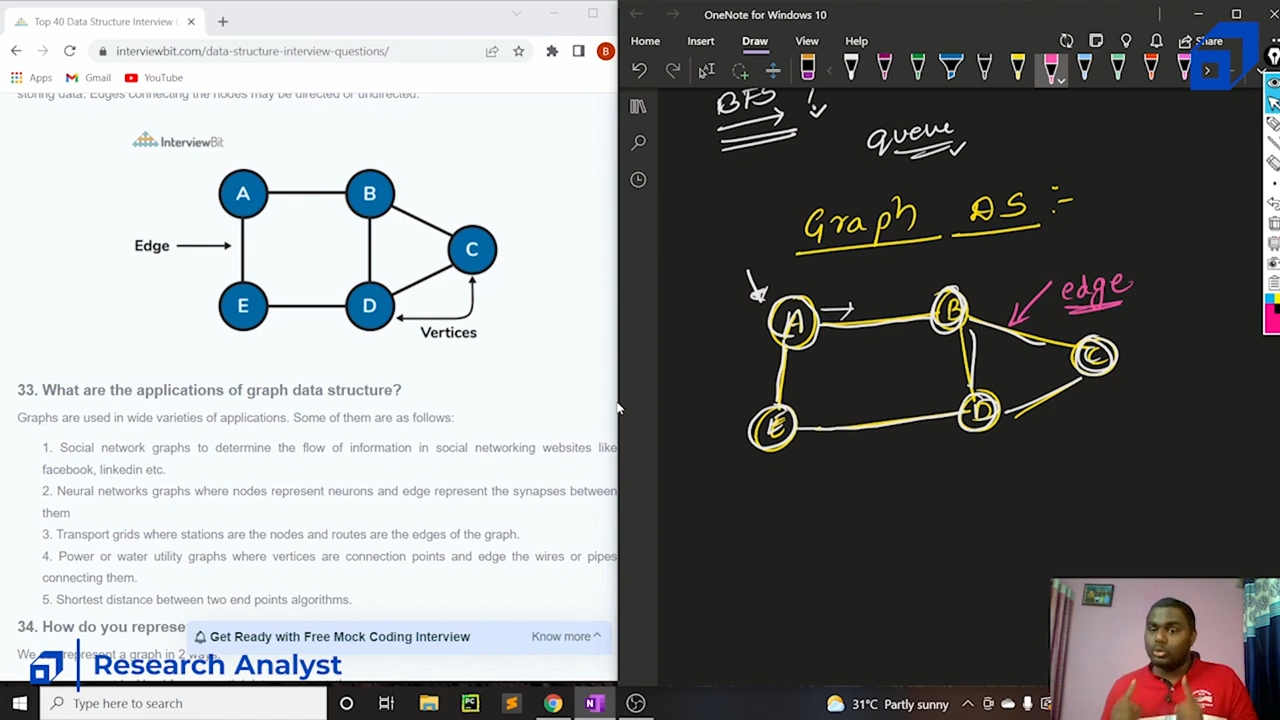 Top 40 Data Structure Interview
interviewbit.com/data-structure-interview-questions/
B
Apps
Gmail
YouTube
storing data. Edges connecting the nodes may be directed or undirected.
InterviewBit
A
B
Edge
C
E
D
Vertices
33. What are the applications of graph data structure?
Graphs are used in wide varieties of applications. Some of them are as follows:
1. Social network graphs to determine the flow of information in social networking websites like
facebook, linkedin etc.
2. Neural networks graphs where nodes represent neurons and edge represent the synapses between
them
3. Transport grids where stations are the nodes and routes are the edges of the graph.
4. Power or water utility graphs where vertices are connection points and edge the wires or pipes
connecting them.
5. Shortest distance between two end points algorithms.
34. How do you represe
Get Ready with Free Mock Coding Interview
Know more
We
represent a graph in 2 ways
Research Analyst
OneNote for Windows 10
Home
Insert
Draw
View
Help
Share
BFS
queue
Graph DS :-
edge
A
B
C
E
D
Type here to search
31°C Partly sunny